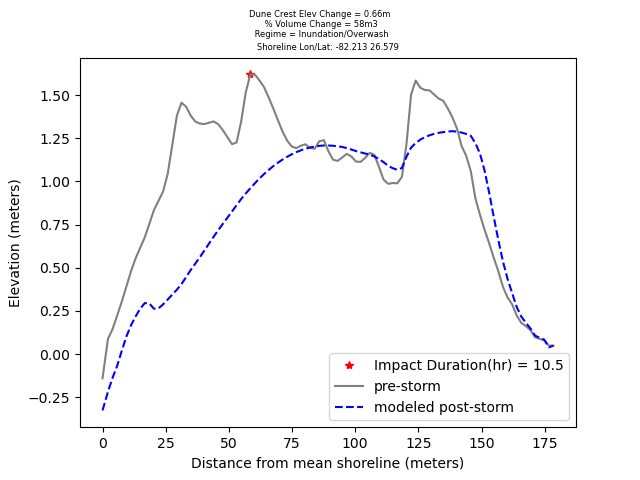 Dune Crest Elev Change = 0.66m
% Volume Change = 58m3
Regime = Inundation/Overwash
Shoreline Lon/Lat: -82.213 26.579
Elevation (meters)
1.50
1.25
1.00
0.75
0.50
0.25
0.00
−0.25
Impact Duration(hr) = 10.5
pre-storm
modeled post-storm
0 25 50 75 100 125 150 175
Distance from mean shoreline (meters)